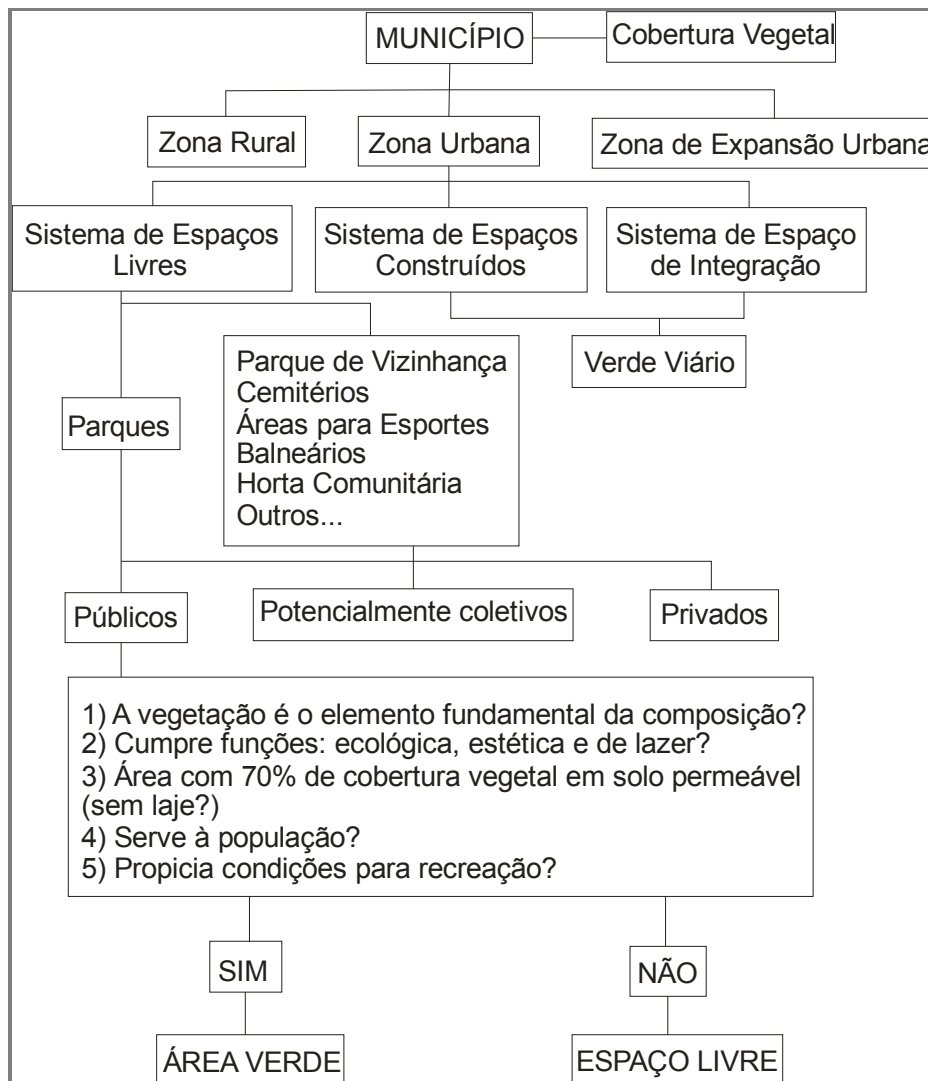 MUNICÍPIO
Cobertura Vegetal
Zona Rural
Zona Urbana
Zona de Expansão Urbana
Sistema de Espaços
Livres
Sistema de Espaços
Construídos
Sistema de Espaço
de Integração
Parque de Vizinhança
Cemitérios
Áreas para Esportes
Balneários
Horta Comunitária
Outros...
Verde Viário
Parques
Públicos
Potencialmente coletivos
Privados
1) A vegetação é o elemento fundamental da composição?
2) Cumpre funções: ecológica, estética e de lazer?
3) Área com 70% de cobertura vegetal em solo permeável
(sem laje?)
4) Serve à população?
5) Propicia condições para recreação?
SIM
NÃO
ÁREA VERDE
ESPAÇO LIVRE